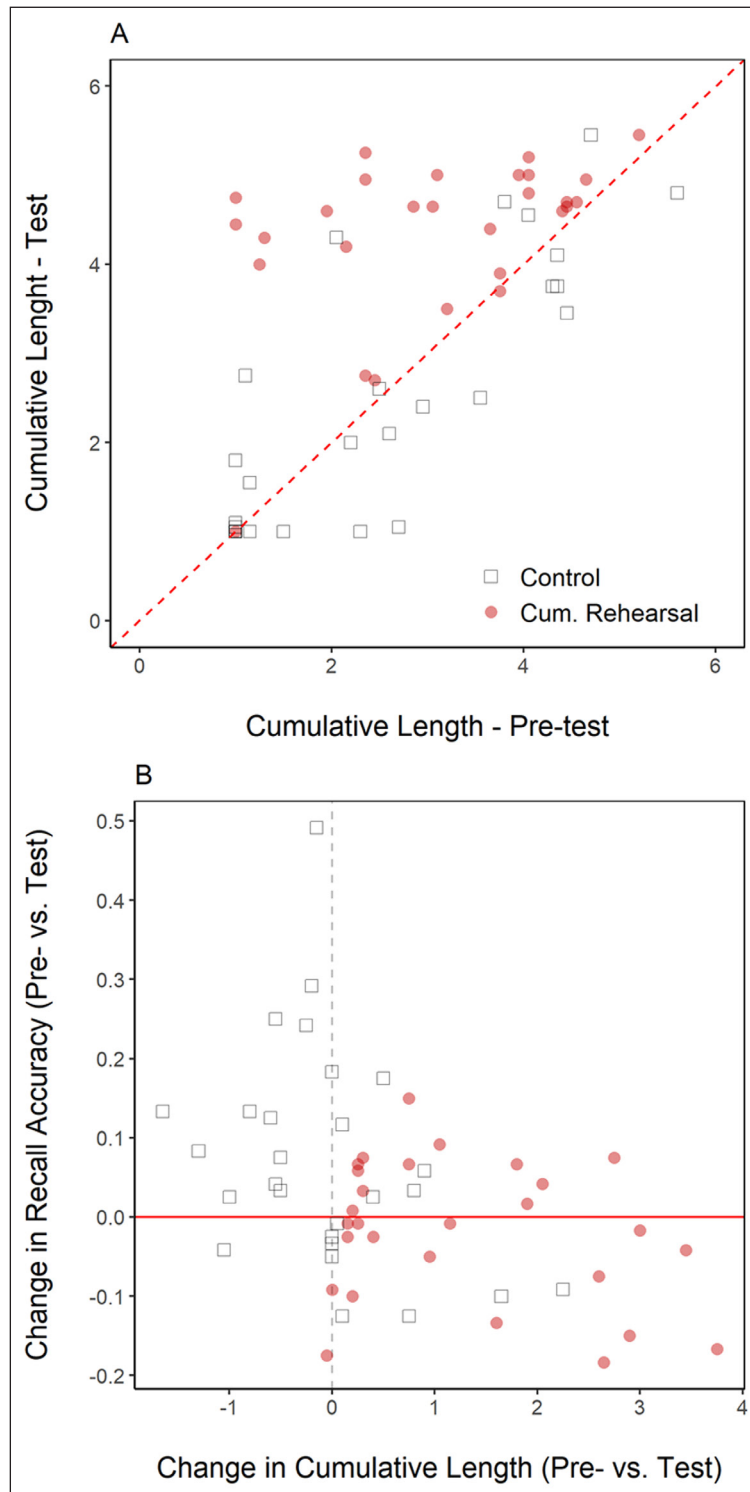 A
6
4
2
0
Cumulative Lenght - Test
Control
Cum. Rehearsal
0 2 4 6
Cumulative Length - Pre-test
B
0.5
0.4
0.3
0.2
0.1
0.0
-0.1
-0.2
Change in Recall Accuracy (Pre- vs. Test)
-1 0 1 2 3 4
Change in Cumulative Length (Pre- vs. Test)